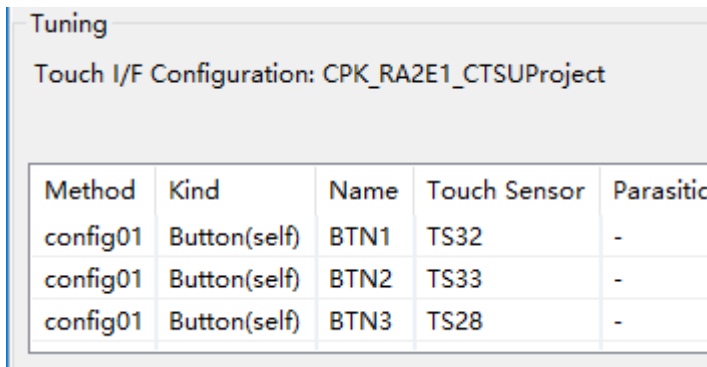 Tuning
Touch I/F Configuration: CPK_RA2E1_CTSUProject
Method Kind Name Touch Sensor Parasitic
config01 Button(self) BTN1 TS32 -
config01 Button(self) BTN2 TS33 -
config01 Button(self) BTN3 TS28 -